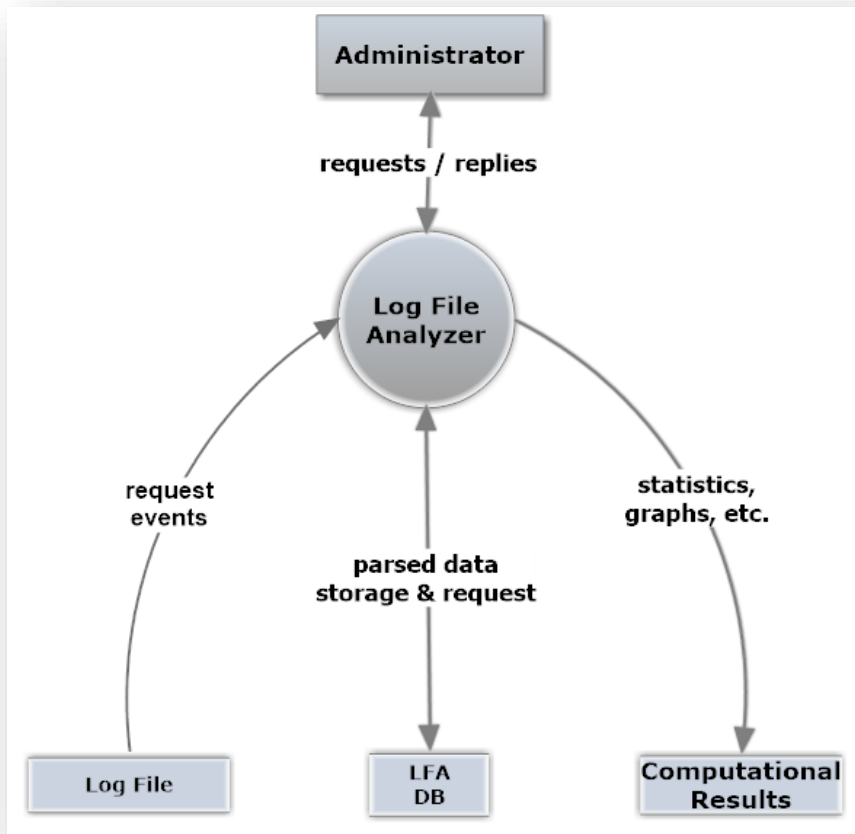 Administrator
requests / replies
Log File
Analyzer
request
events
statistics,
graphs, etc.
parsed data
storage & request
Log File
LFA
DB
Computational
Results